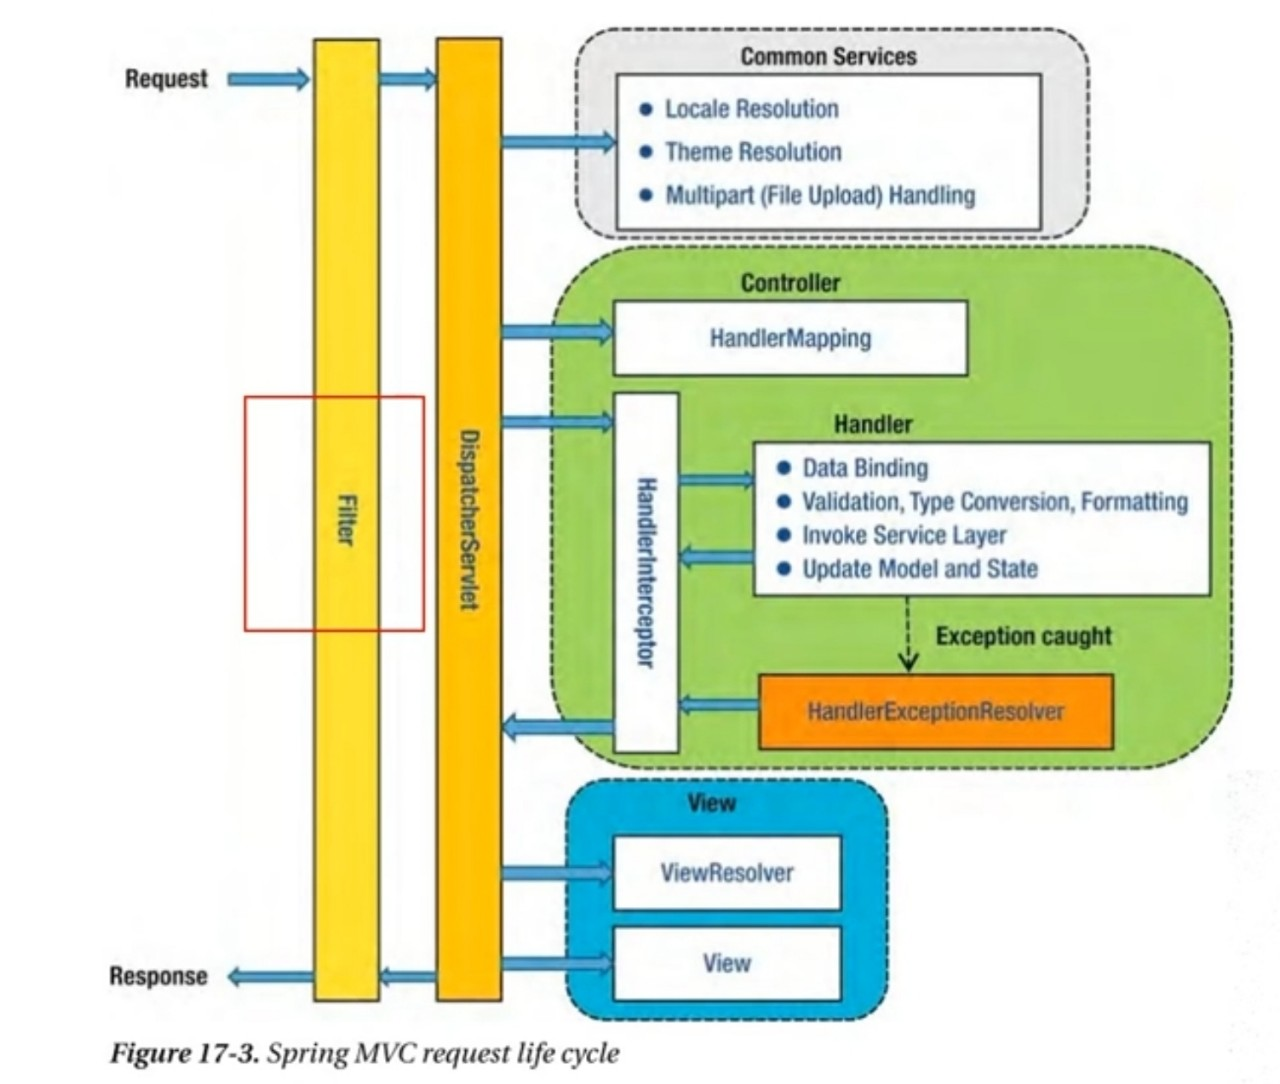 Request
Filter
DispatcherServlet
Common Services
Locale Resolution
Theme Resolution
Multipart (File Upload) Handling
Controller
HandlerMapping
HandlerInterceptor
Handler
Data Binding
Validation, Type Conversion, Formatting
Invoke Service Layer
Update Model and State
Exception caught
HandlerExceptionResolver
View
ViewResolver
View
Response
Figure 17-3. Spring MVC request life cycle